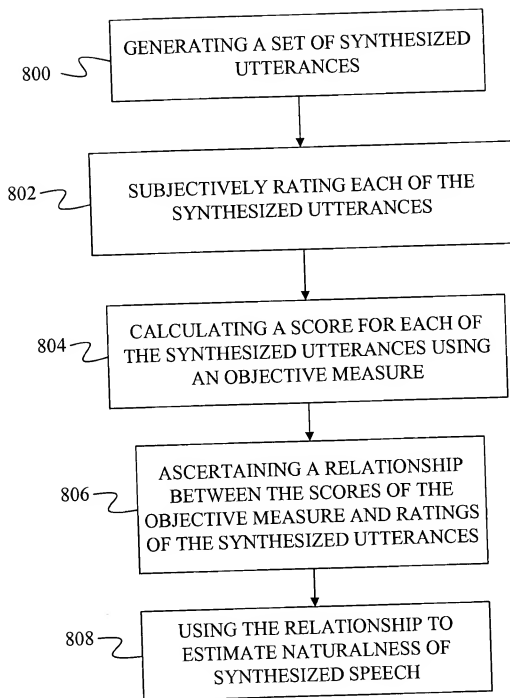 800
GENERATING A SET OF SYNTHESIZED
UTTERANCES
802
SUBJECTIVELY RATING EACH OF THE
SYNTHESIZED UTTERANCES
804
CALCULATING A SCORE FOR EACH OF
THE SYNTHESIZED UTTERANCES USING
AN OBJECTIVE MEASURE
806
ASCERTAINING A RELATIONSHIP
BETWEEN THE SCORES OF THE
OBJECTIVE MEASURE AND RATINGS
OF THE SYNTHESIZED UTTERANCES
808
USING THE RELATIONSHIP TO
ESTIMATE NATURALNESS OF
SYNTHESIZED SPEECH